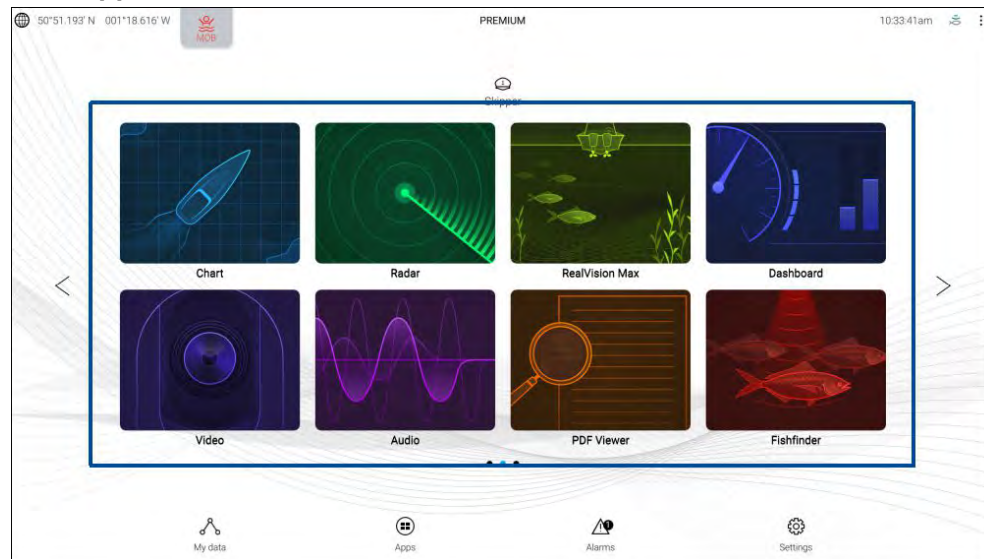 50°51.193' N 001°18.616' W MOB PREMIUM 10:33:41am
Skipper
Chart Radar RealVision Max Dashboard
Video Audio PDF Viewer Fishfinder
My data Apps Alarms Settings